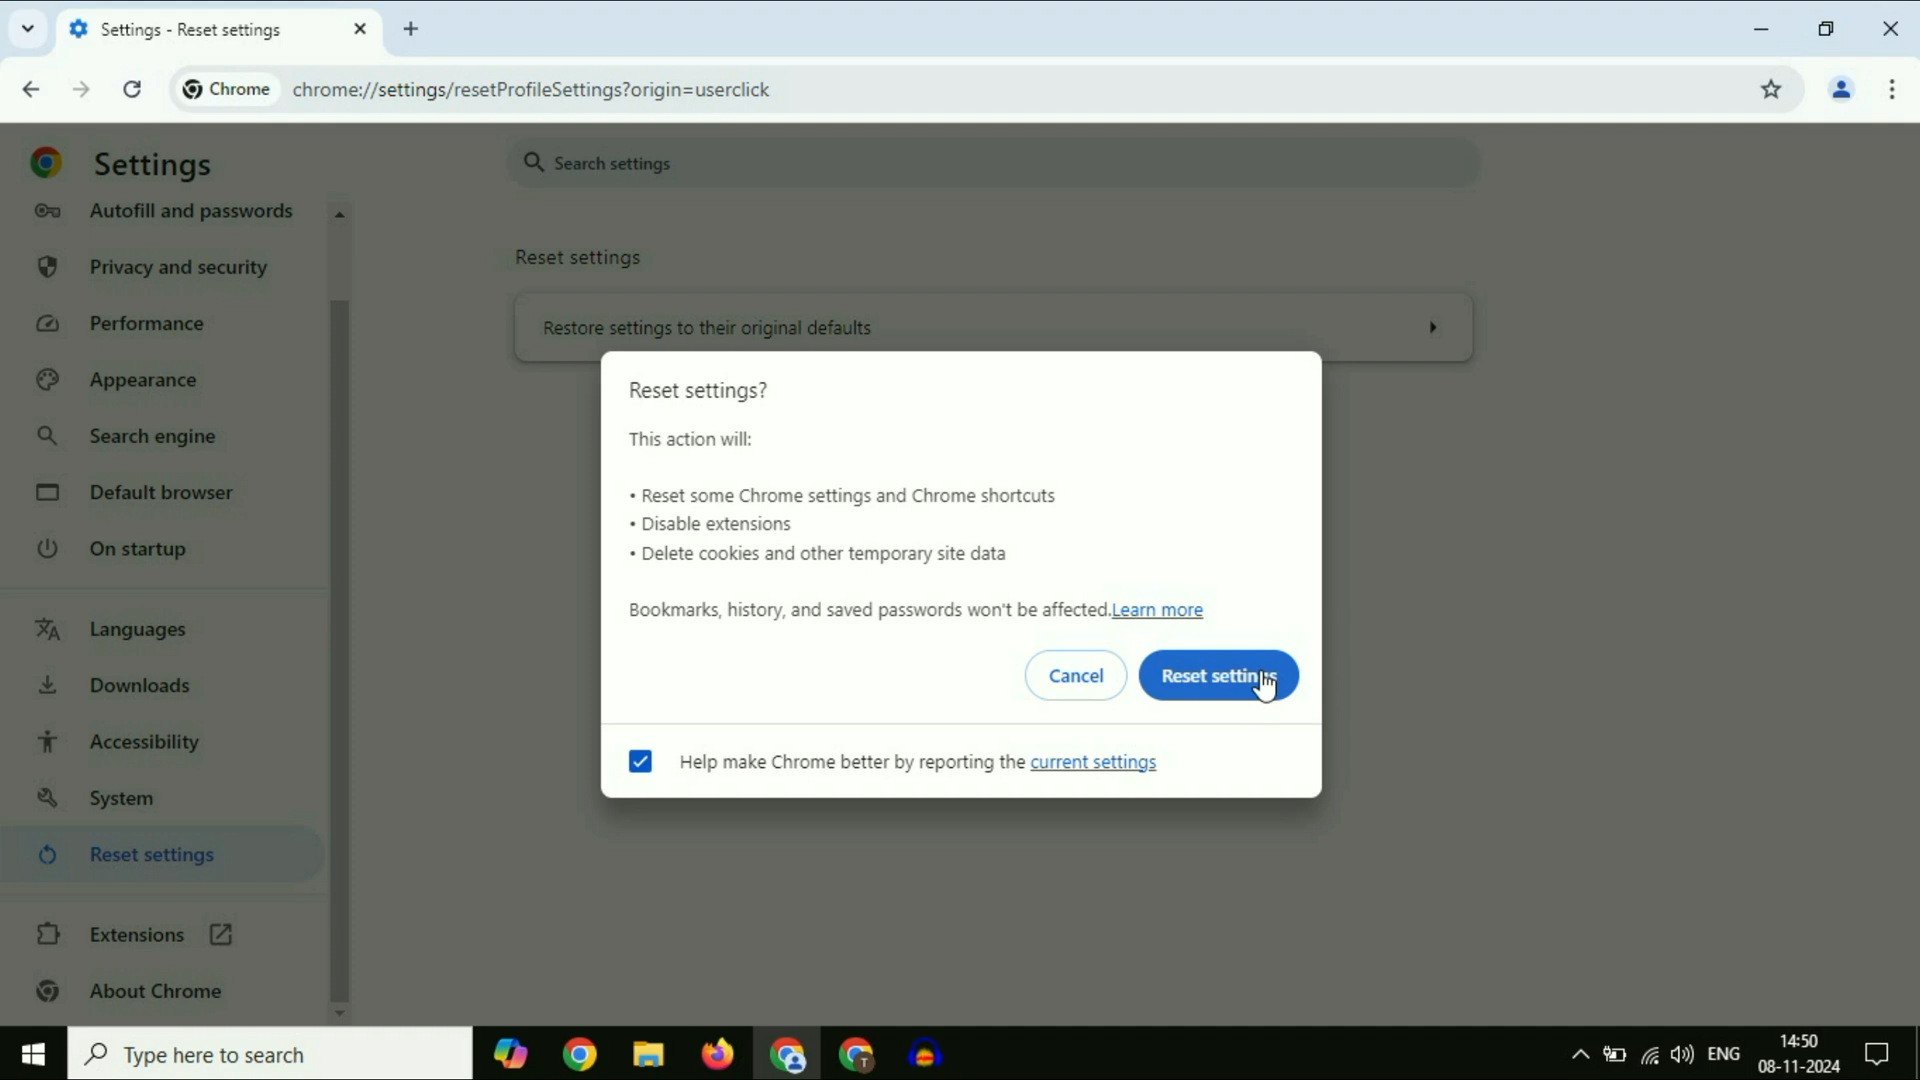 Settings - Reset settings
Chrome
chrome://settings/resetProfileSettings?origin=userclick
Settings
Search settings
Autofill and passwords
Privacy and security
Performance
Appearance
Search engine
Default browser
On startup
Languages
Downloads
Accessibility
System
Reset settings
Extensions
About Chrome
Reset settings
Restore settings to their original defaults
Reset settings?
This action will:
• Reset some Chrome settings and Chrome shortcuts
• Disable extensions
• Delete cookies and other temporary site data
Bookmarks, history, and saved passwords won't be affected.Learn more
Cancel
Reset settings
Help make Chrome better by reporting the current settings
Type here to search
T
ENG
14:50
08-11-2024